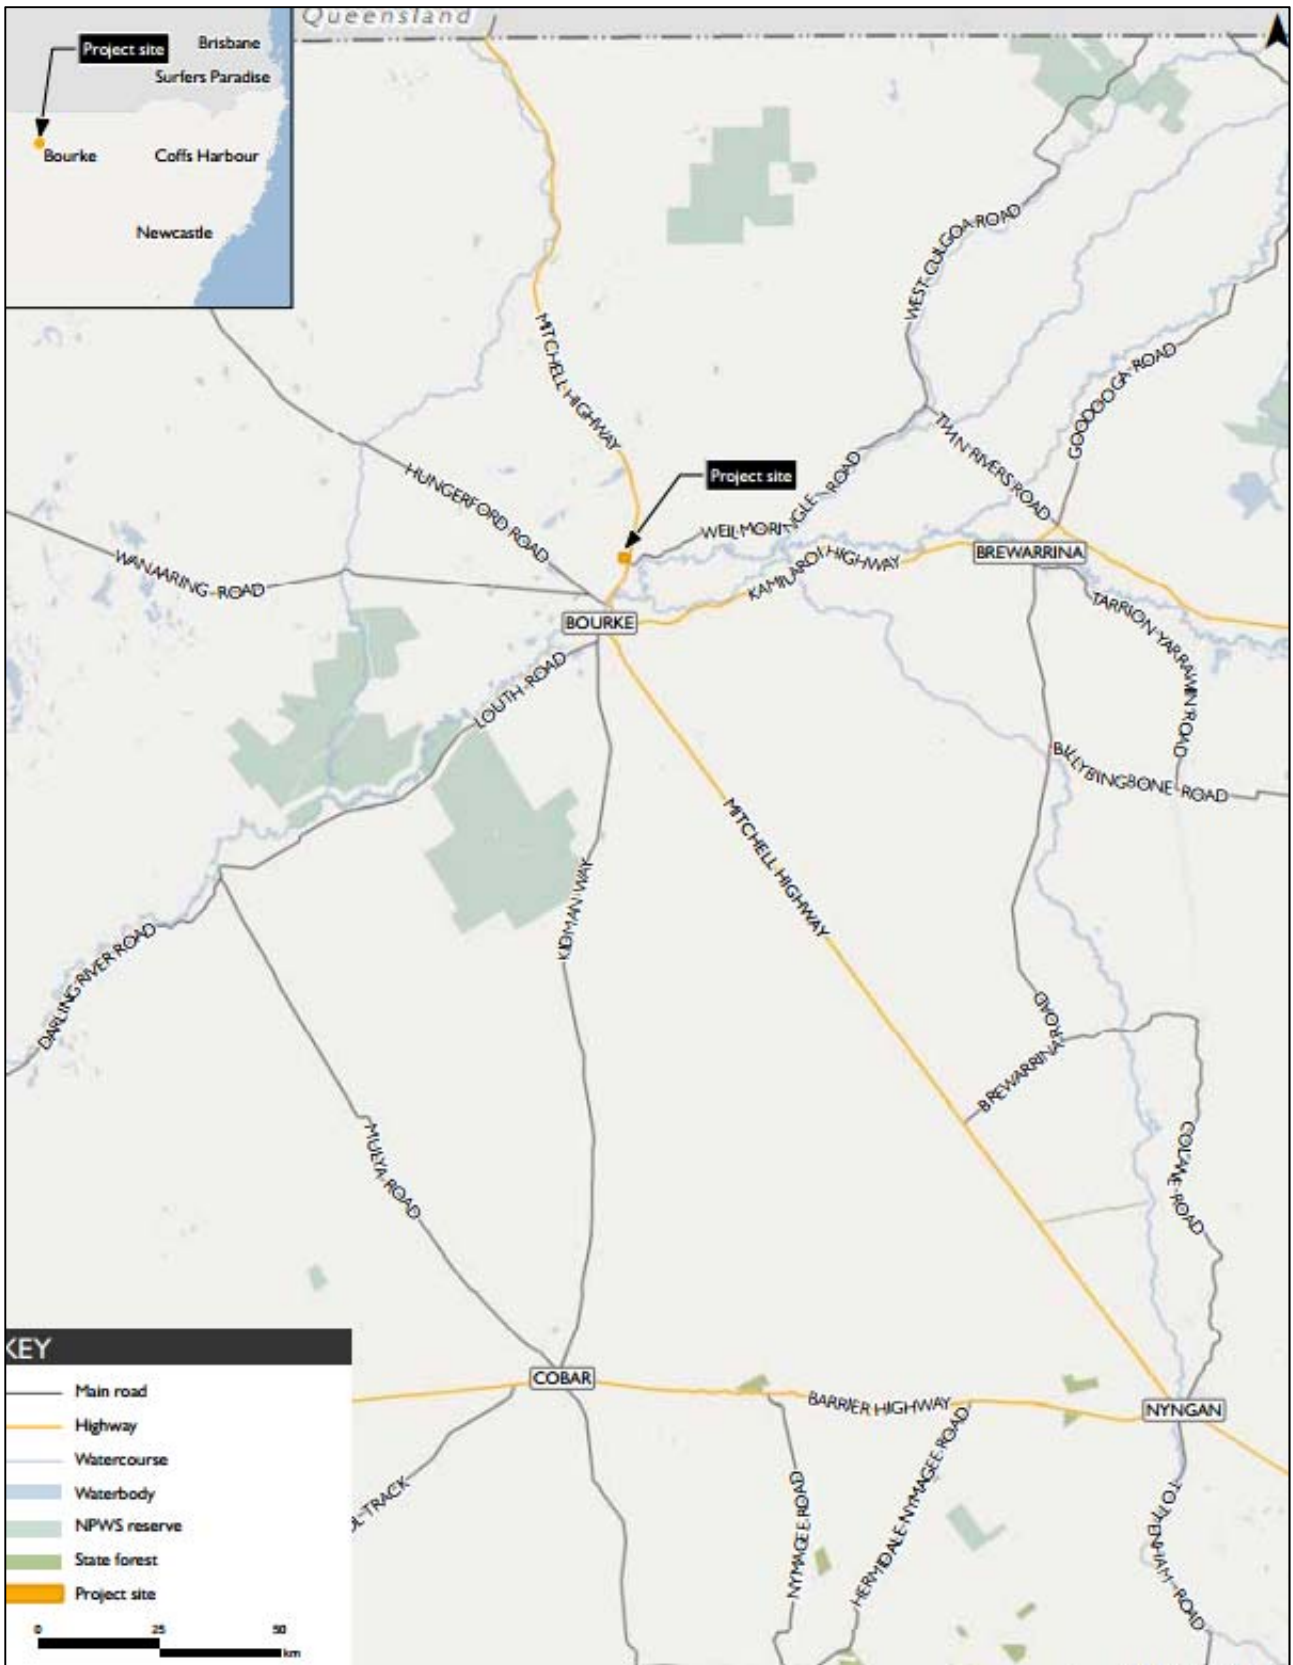 Queensland
Project site
Brisbane
Surfers Paradise
Bourke
Coffs Harbour
Newcastle
WEST CULGOA ROAD
MITCHELL HIGHWAY
GOODOOGA ROAD
TWIN RIVERS ROAD
HUNGERFORD ROAD
Project site
WEILMORINGLE ROAD
KAMILAROI HIGHWAY
BREWARRINA
WANAARING ROAD
TARRION YARRAWIN ROAD
BOURKE
LOUTH ROAD
BILLYBINGBONE ROAD
MITCHELL HIGHWAY
KIDMAN WAY
DARLING RIVER ROAD
BREWARRINA ROAD
MULYA ROAD
COLANE ROAD
COBAR
BARRIER HIGHWAY
NYNGAN
OL TRACK
NYMAGEE ROAD
HERMIDALE NYMAGEE ROAD
TOTTENHAM ROAD
KEY
Main road
Highway
Watercourse
Waterbody
NPWS reserve
State forest
Project site
0 25 50
km